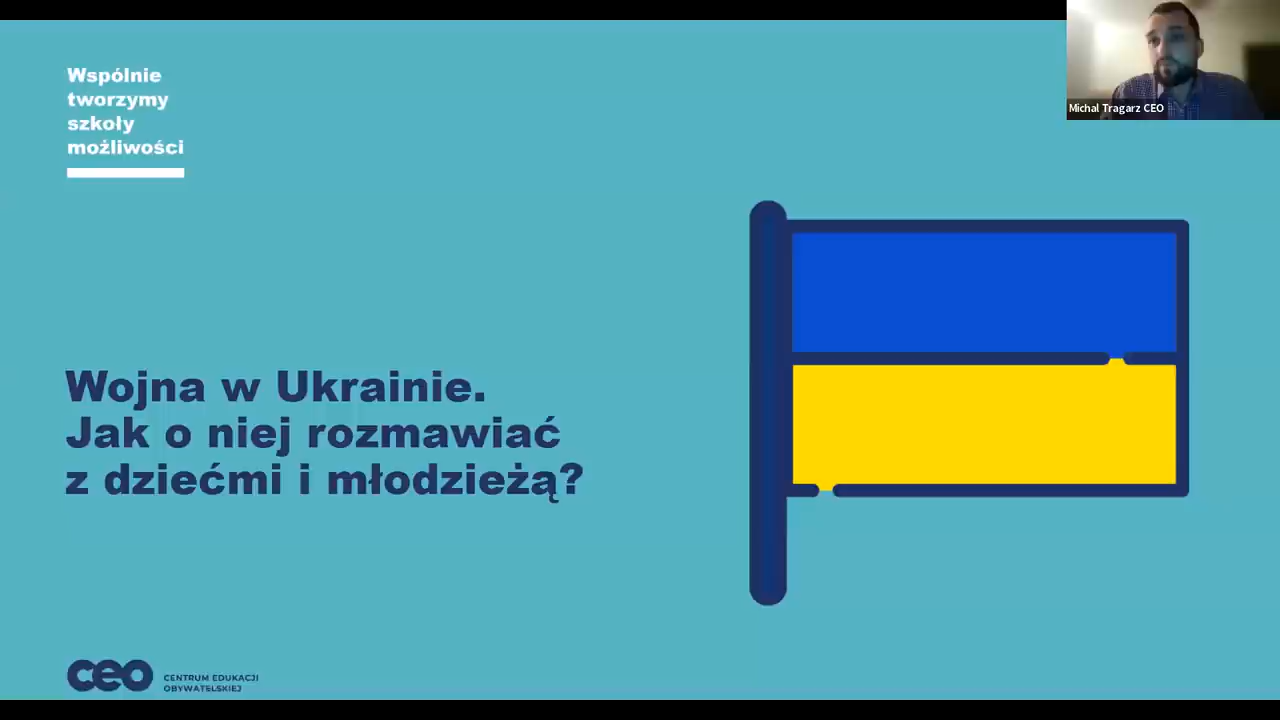 Wspólnie
tworzymy
szkoły
możliwości
Michal Tragarz CEO
Wojna w Ukrainie.
Jak o niej rozmawiać
z dziećmi i młodzieżą?
ceo
CENTRUM EDUKACJI
OBYWATELSKIEJ